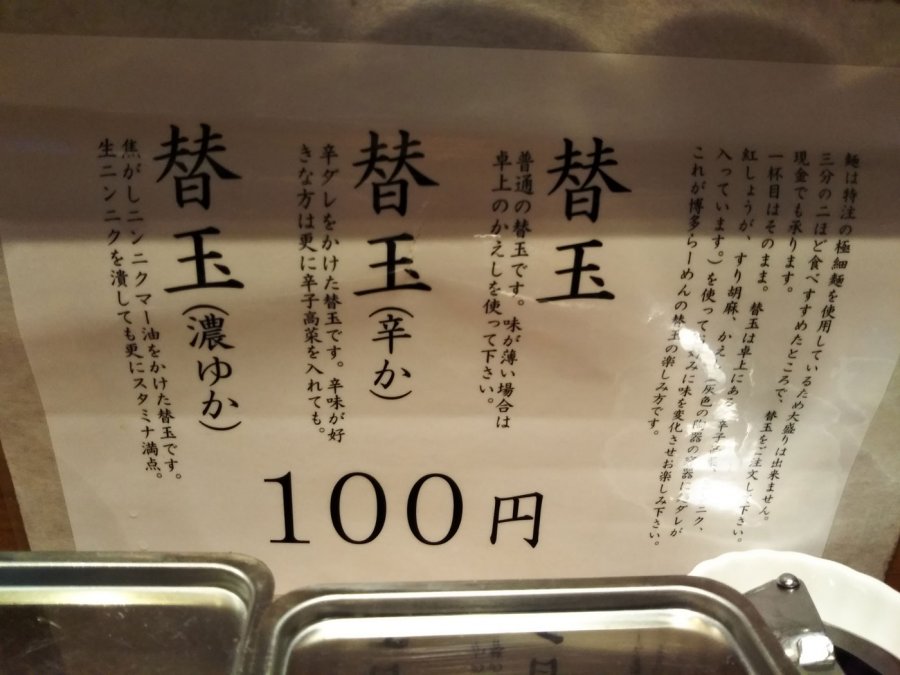 麺は特注の極細麺を使用しているため大盛りは出来ません。
三分の二ほど食べすすめたところで、替玉をご注文して下さい。
現金でも承ります。
一杯目はそのまま。替玉は卓上にある
紅しょうが、すり胡麻、かえ
入っています。)を使って
これが博多らーめんの替玉の楽しみ方です。
替玉
普通の替玉です。味が薄い場合は
卓上のかえしを使って下さい。
替玉(辛か)
辛ダレをかけた替玉です。辛味が好
きな方は更に辛子高菜を入れても。
替玉(濃ゆか)
焦がしニンニクマー油をかけた替玉です。
生ニンニクを潰しても更にスタミナ満点。
100円